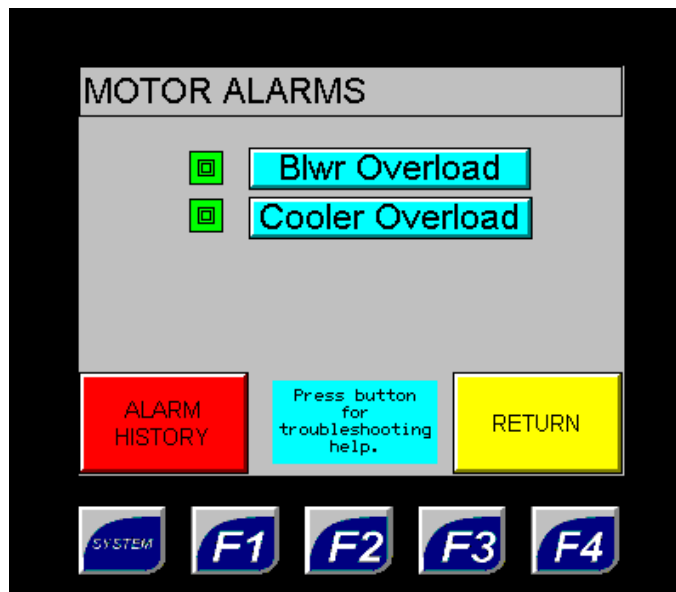 MOTOR ALARMS
Blwr Overload
Cooler Overload
ALARM
HISTORY
Press button
for
troubleshooting
help.
RETURN
SYSTEM
F1
F2
F3
F4